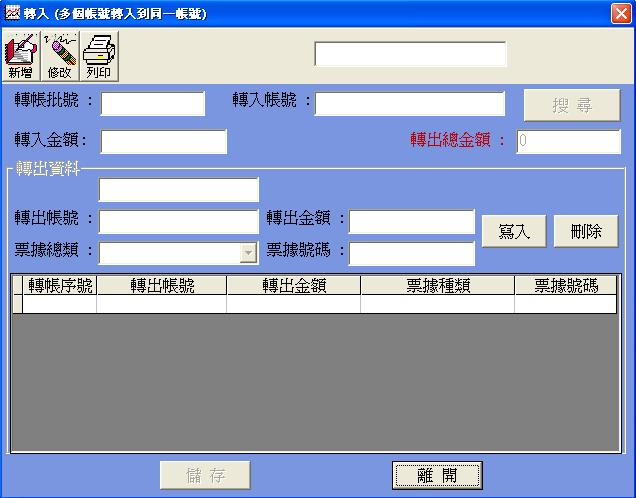 轉入 (多個帳號轉入到同一帳號)
新增 修改 列印
轉帳批號 : 轉入帳號 : 搜 尋
轉入金額: 轉出總金額 : 0
轉出資料
轉出帳號 : 轉出金額 : 寫入 刪除
票據總類 : 票據號碼 :
轉帳序號 轉出帳號 轉出金額 票據種類 票據號碼
儲 存 離 開